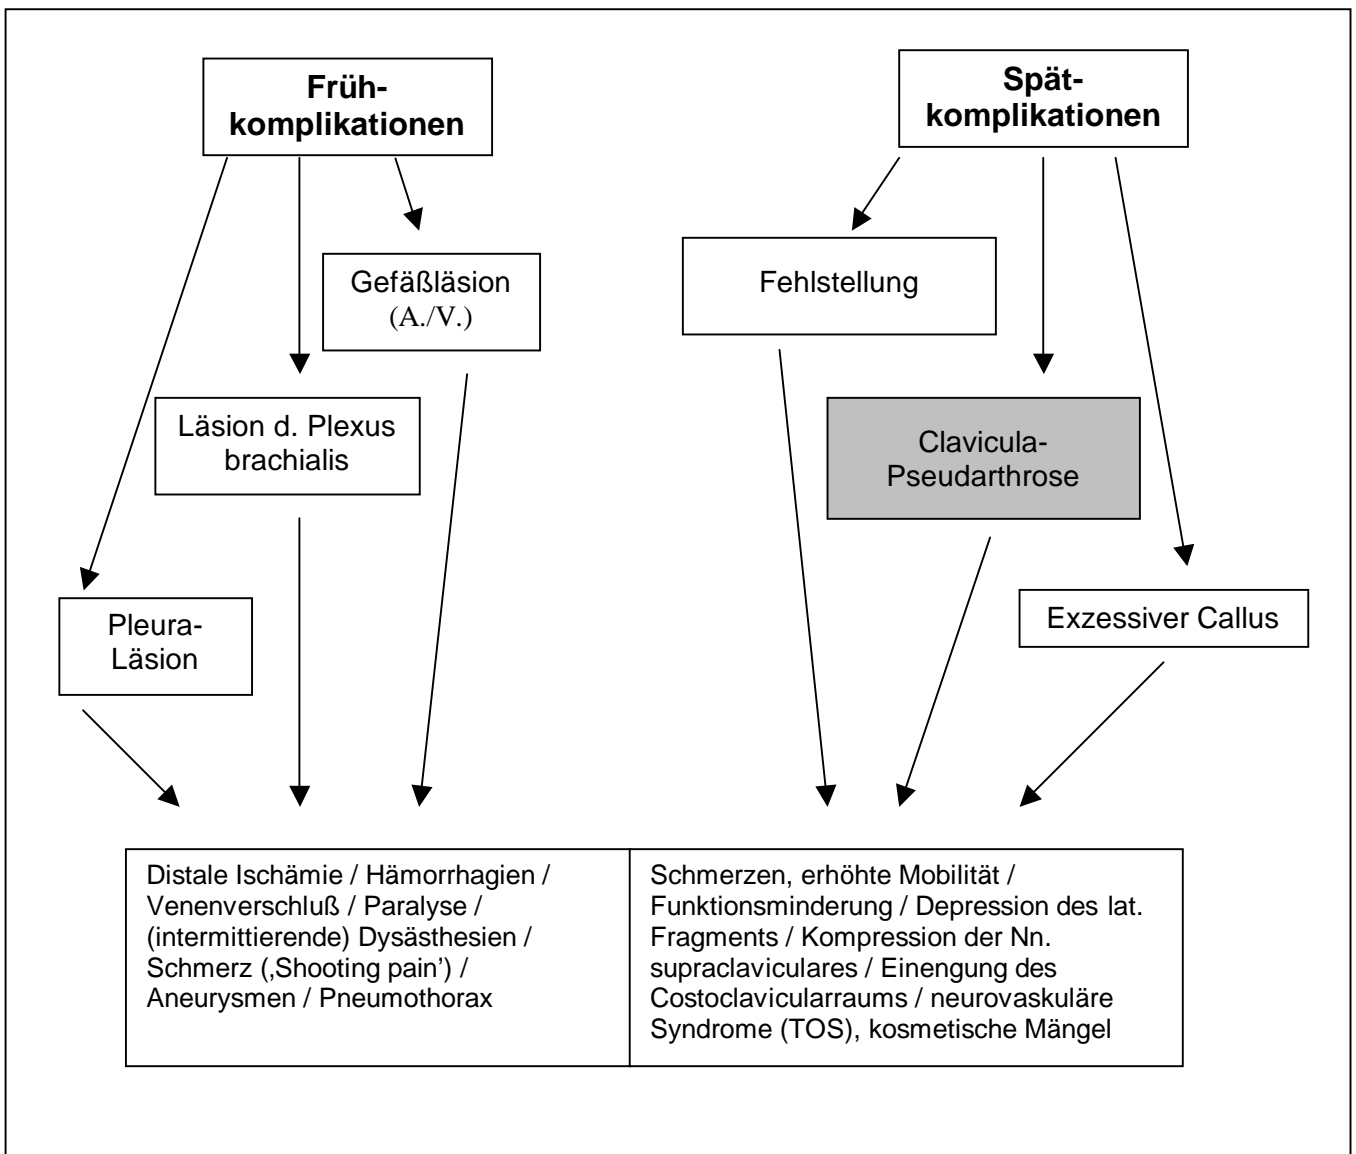 Früh-
komplikationen
Spät-
komplikationen
Gefäßläsion
(A./V.)
Fehlstellung
Läsion d. Plexus
brachialis
Clavicula-
Pseudarthrose
Pleura-
Läsion
Exzessiver Callus
Distale Ischämie / Hämorrhagien /
Venenverschluß / Paralyse /
(intermittierende) Dysästhesien /
Schmerz (‚Shooting pain’) /
Aneurysmen / Pneumothorax
Schmerzen, erhöhte Mobilität /
Funktionsminderung / Depression des lat.
Fragments / Kompression der Nn.
supraclaviculares / Einengung des
Costoclavicularraums / neurovaskuläre
Syndrome (TOS), kosmetische Mängel